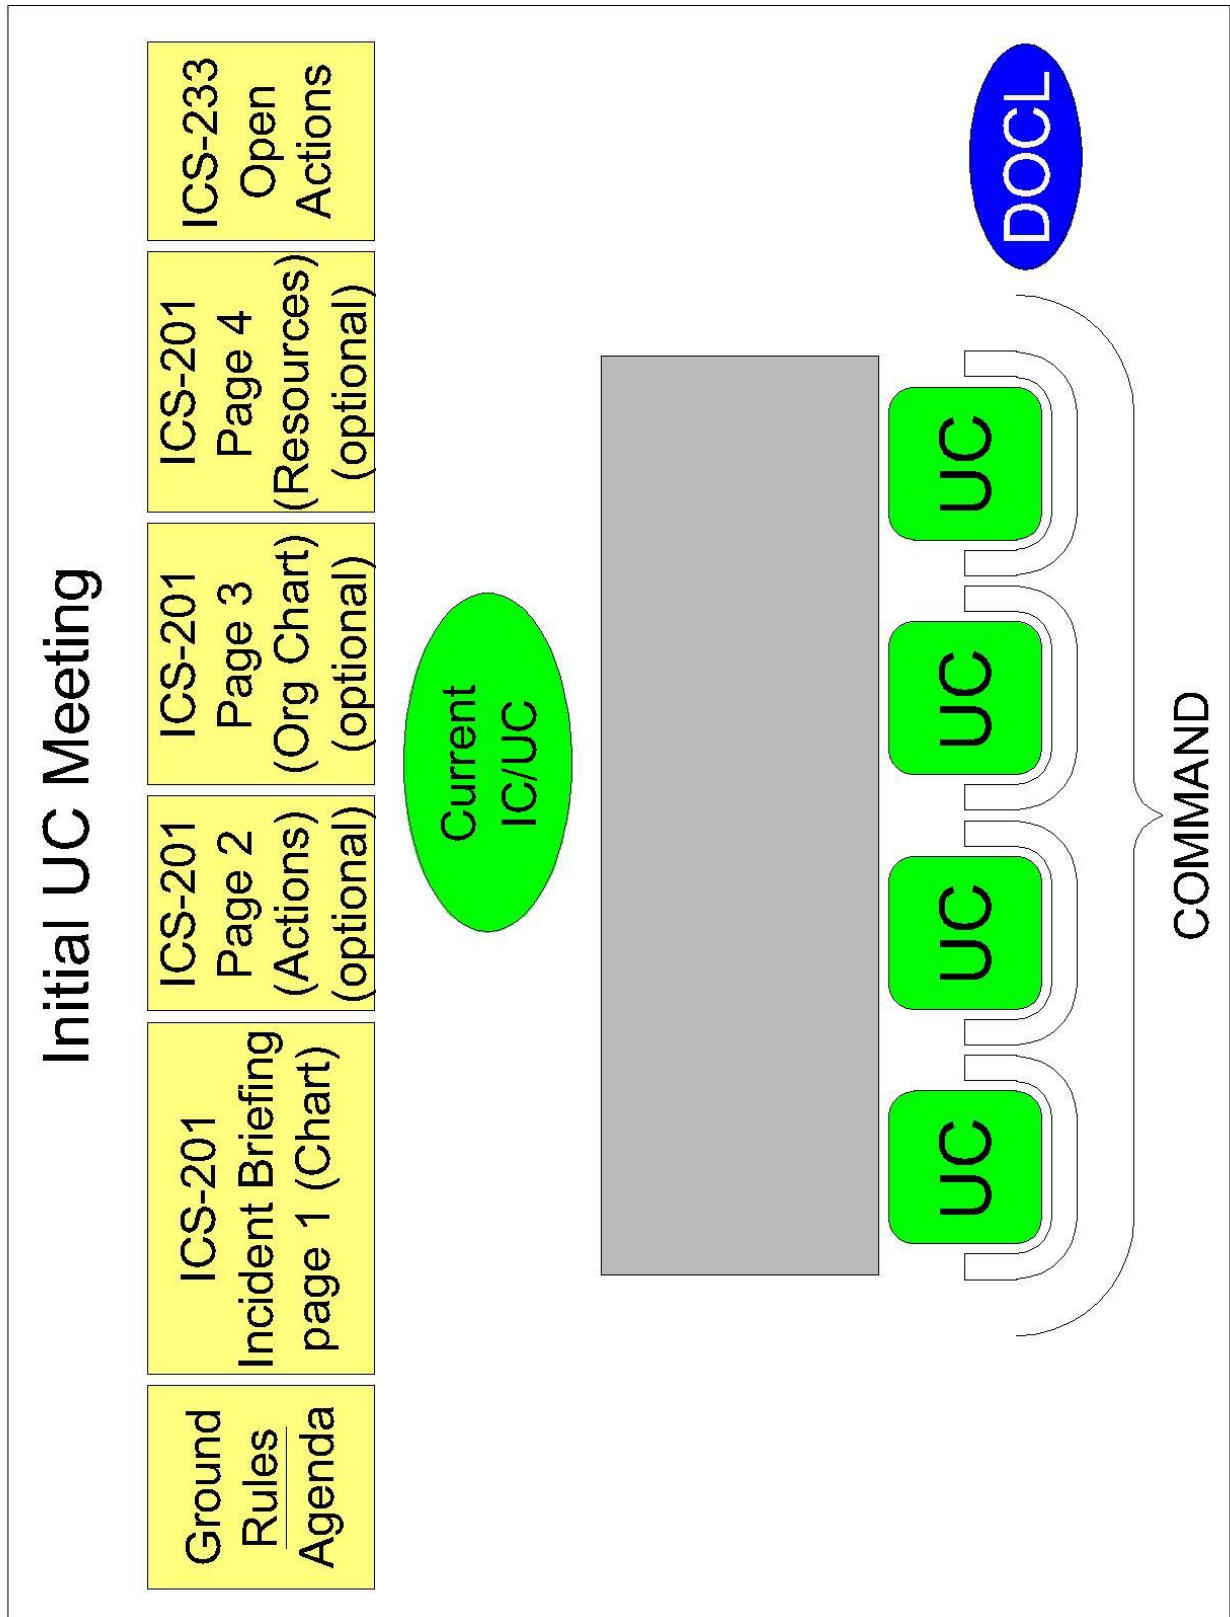 Initial UC Meeting
Ground
Rules
Agenda
ICS-201
Incident Briefing
page 1 (Chart)
ICS-201
Page 2
(Actions)
(optional)
ICS-201
Page 3
(Org Chart)
(optional)
ICS-201
Page 4
(Resources)
(optional)
ICS-233
Open
Actions
Current
IC/UC
UC
UC
UC
UC
DOCL
COMMAND